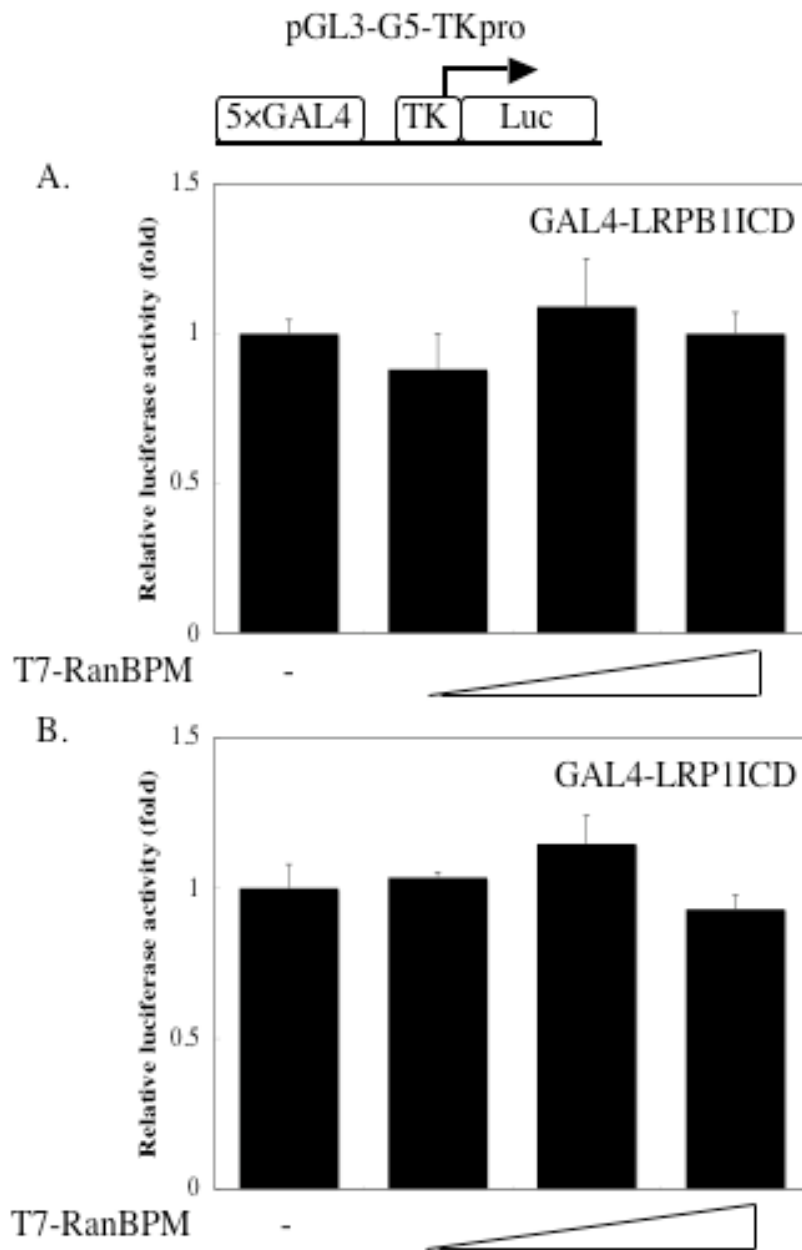 pGL3-G5-TKpro
5×GAL4 TK Luc
A.
GAL4-LRPB1ICD
Relative luciferase activity (fold)
1.5
1
0.5
0
T7-RanBPM -
B.
GAL4-LRP1ICD
Relative luciferase activity (fold)
1.5
1
0.5
0
T7-RanBPM -